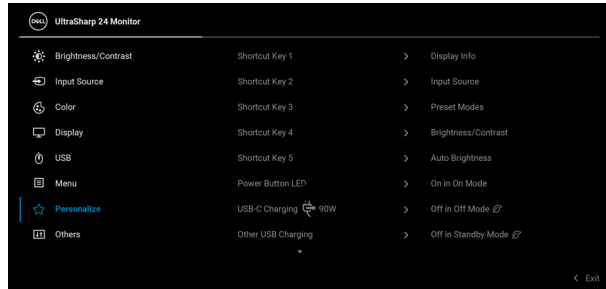 DELL UltraSharp 24 Monitor
Brightness/Contrast Shortcut Key 1 > Display Info
Input Source Shortcut Key 2 > Input Source
Color Shortcut Key 3 > Preset Modes
Display Shortcut Key 4 > Brightness/Contrast
USB Shortcut Key 5 > Auto Brightness
Menu Power Button LED > On in On Mode
Personalize USB-C Charging 90W > Off in Off Mode
Others Other USB Charging > Off in Standby Mode
< Exit